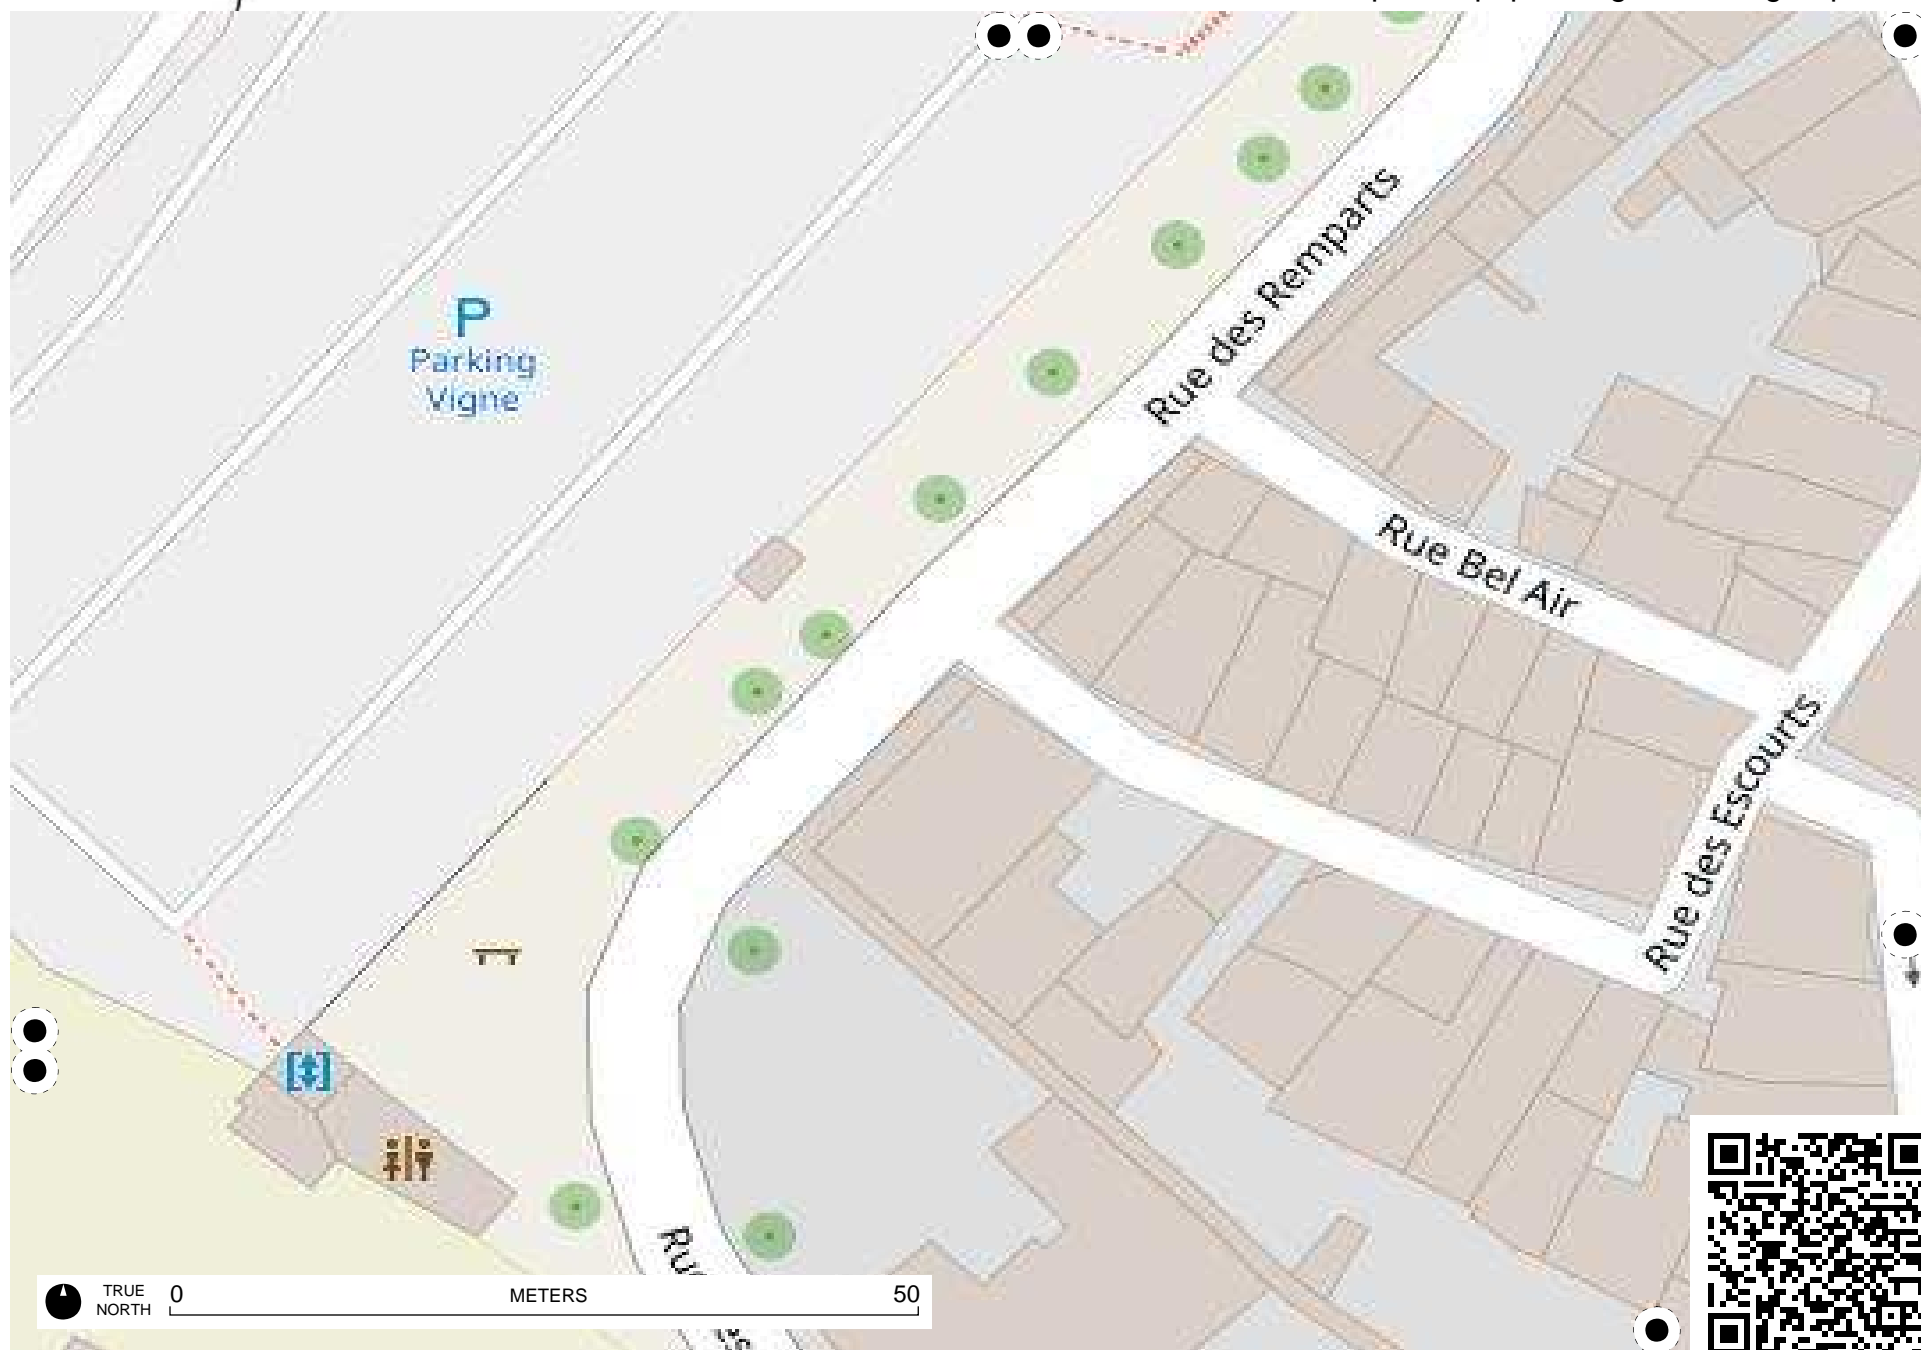 Rue des Remparts
P
Parking
Vigne
Rue Bel Air
Rue des Escourts
TRUE
NORTH
0
METERS
50